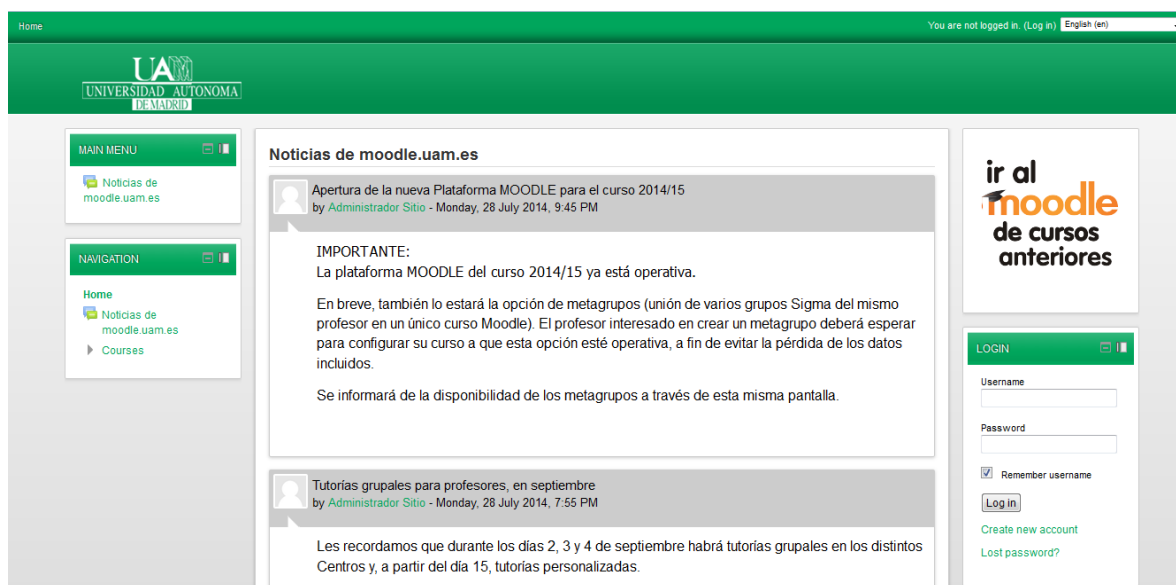 Home
You are not logged in. (Log in) English (en)
UAM
UNIVERSIDAD AUTONOMA
DE MADRID
MAIN MENU
Noticias de
moodle.uam.es
NAVIGATION
Home
Noticias de
moodle.uam.es
Courses
Noticias de moodle.uam.es
Apertura de la nueva Plataforma MOODLE para el curso 2014/15
by Administrador Sitio - Monday, 28 July 2014, 9:45 PM
IMPORTANTE:
La plataforma MOODLE del curso 2014/15 ya está operativa.
En breve, también lo estará la opción de metagrupos (unión de varios grupos Sigma del mismo
profesor en un único curso Moodle). El profesor interesado en crear un metagrupo deberá esperar
para configurar su curso a que esta opción esté operativa, a fin de evitar la pérdida de los datos
incluidos.
Se informará de la disponibilidad de los metagrupos a través de esta misma pantalla.
Tutorías grupales para profesores, en septiembre
by Administrador Sitio - Monday, 28 July 2014, 7:55 PM
Les recordamos que durante los días 2, 3 y 4 de septiembre habrá tutorías grupales en los distintos
Centros y, a partir del día 15, tutorías personalizadas.
ir al
moodle
de cursos
anteriores
LOGIN
Username
Password
Remember username
Log in
Create new account
Lost password?